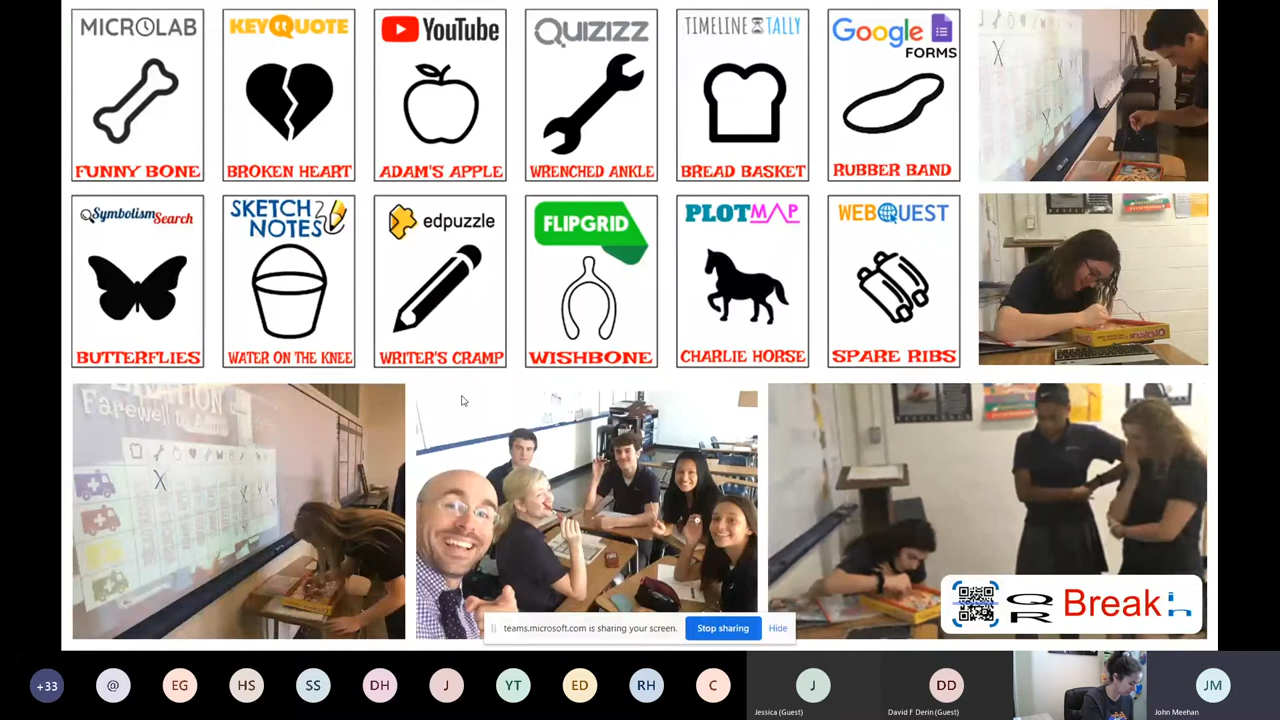 MICROLAB
FUNNY BONE
KEYQUOTE
BROKEN HEART
YouTube
ADAM'S APPLE
QUIZIZZ
WRENCHED ANKLE
TIMELINE TALLY
BREAD BASKET
Google
FORMS
RUBBER BAND
Symbolism Search
BUTTERFLIES
SKETCH
NOTES
WATER ON THE KNEE
edpuzzle
WRITER'S CRAMP
FLIPGRID
WISHBONE
PLOT MAP
CHARLIE HORSE
WEBQUEST
SPARE RIBS
Farewell to
QR Break
teams.microsoft.com is sharing your screen.
Stop sharing
Hide
+33
@
EG
HS
SS
DH
J
YT
ED
RH
C
J
Jessica (Guest)
DD
David F Derin (Guest)
JM
John Meehan